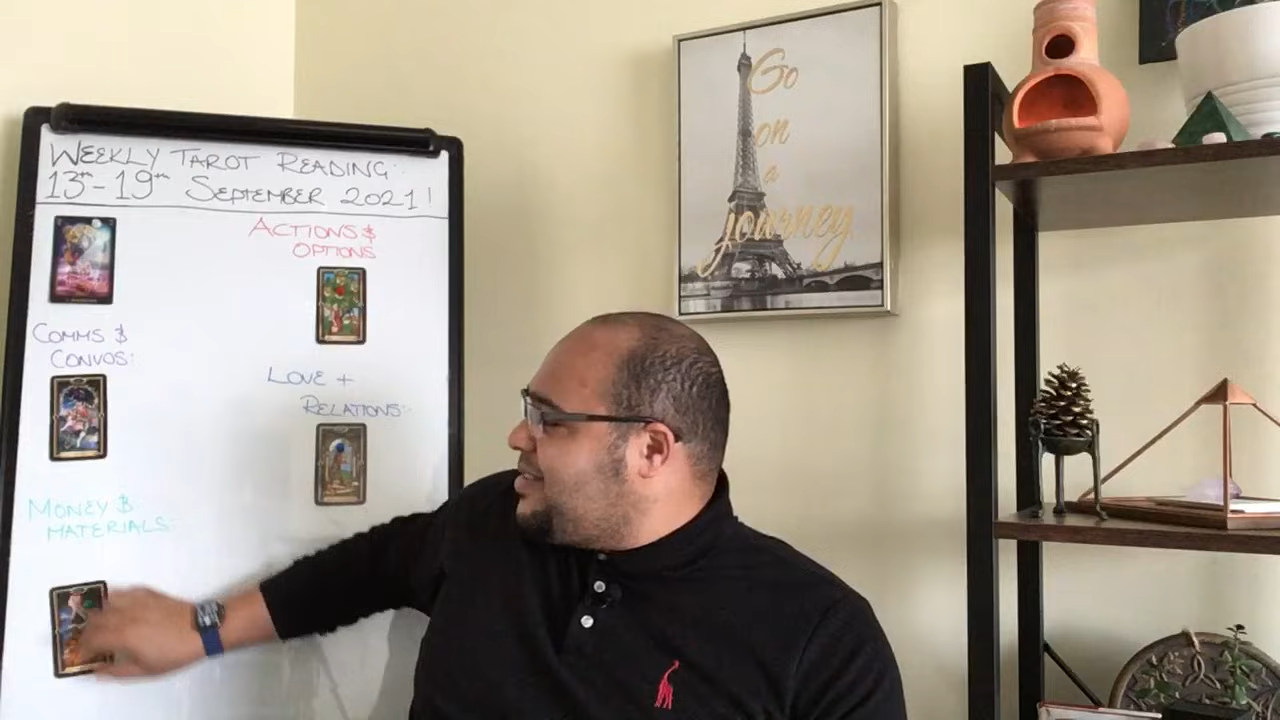 WEEKLY TAROT READING:
13th - 19th SEPTEMBER 2021!
ACTIONS &
OPTIONS
COMMS &
CONVOS:
LOVE +
RELATIONS:
MONEY &
MATERIALS:
Go
on
a
journey